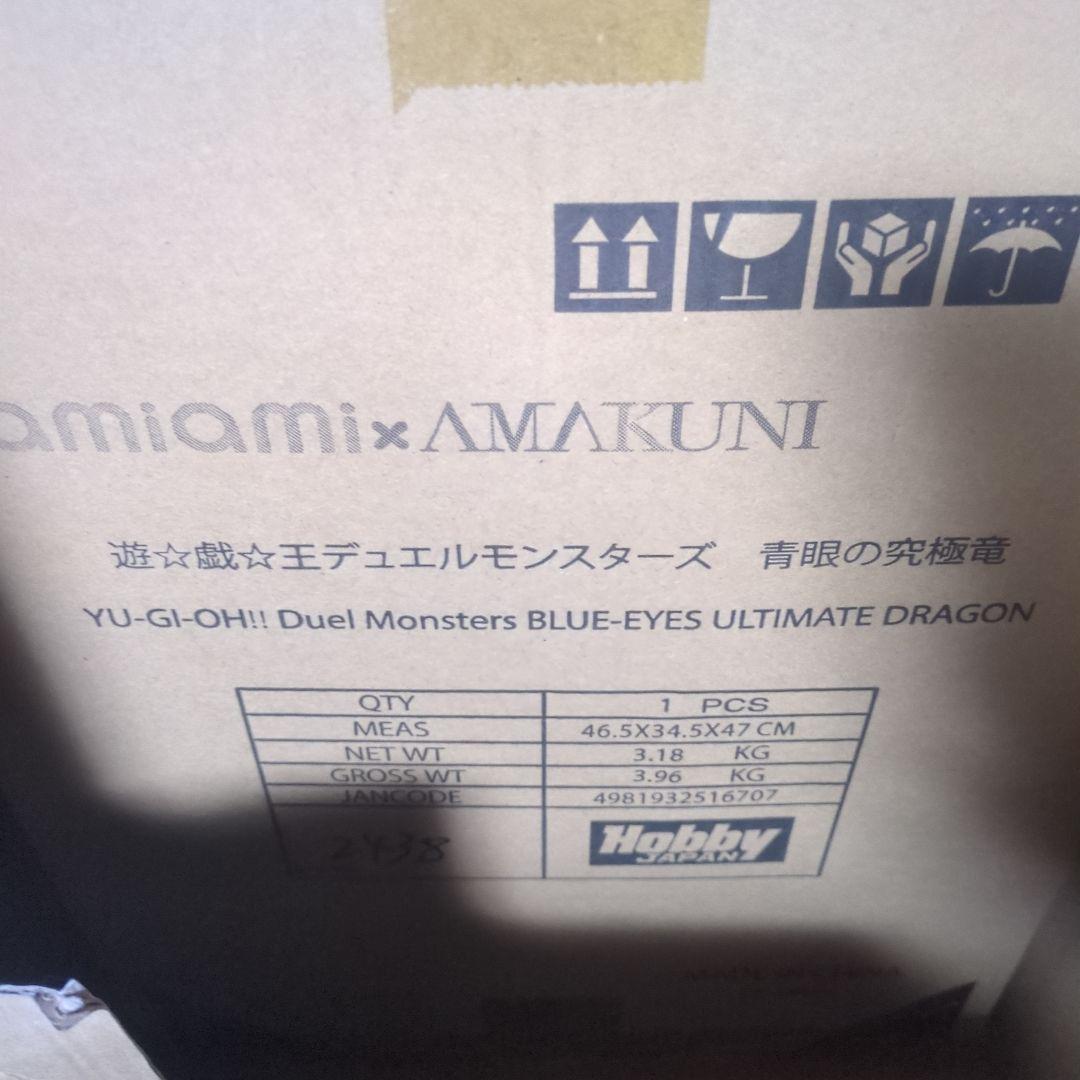 amiami×AMAKUNI
遊☆戯☆王デュエルモンスターズ 青眼の究極竜
YU-GI-OH!! Duel Monsters BLUE-EYES ULTIMATE DRAGON
QTY 1 PCS
MEAS 46.5X34.5X47 CM
NET WT 3.18 KG
GROSS WT 3.96 KG
JANCODE 4981932516707
2438 Hobby
JAPAN